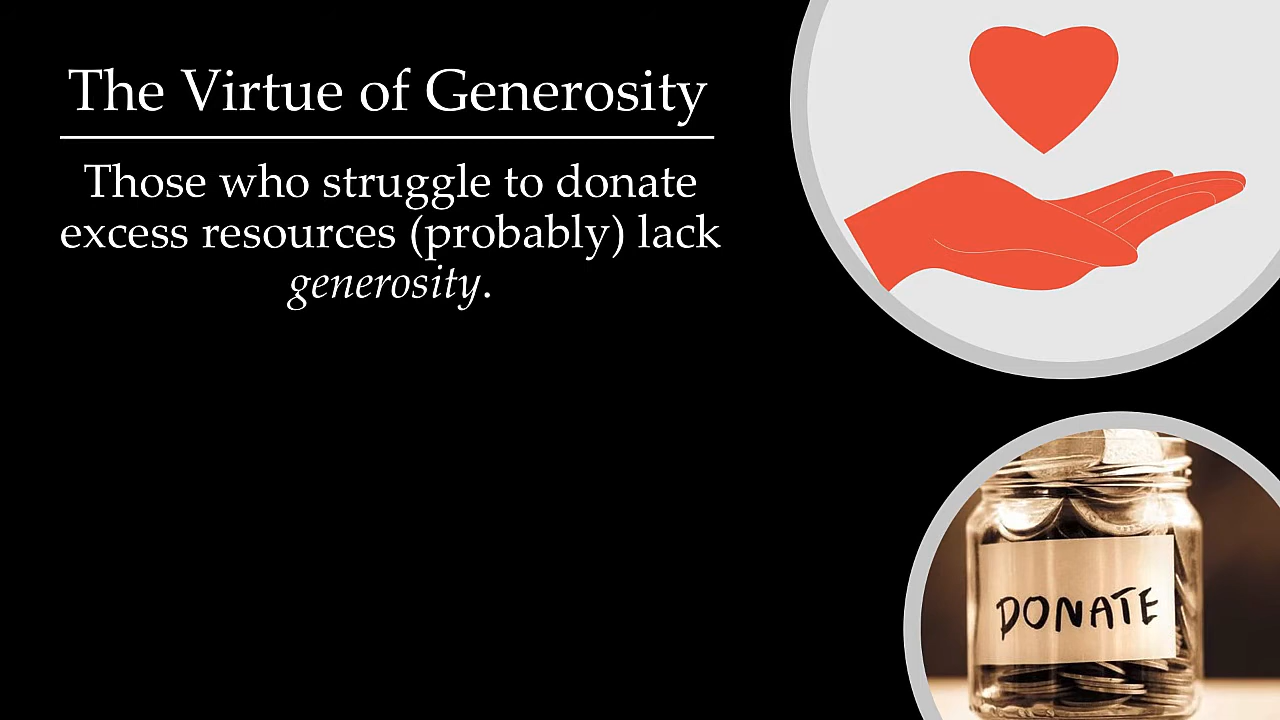 The Virtue of Generosity
Those who struggle to donate
excess resources (probably) lack
generosity.
DONATE